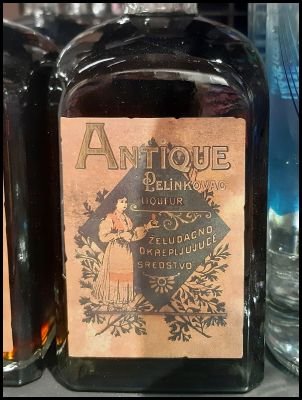 ANTIQUE
PELINKOVAC
LIQUEUR
ŽELUDAČNO
OKREPLJUJUĆE
SREDSTVO